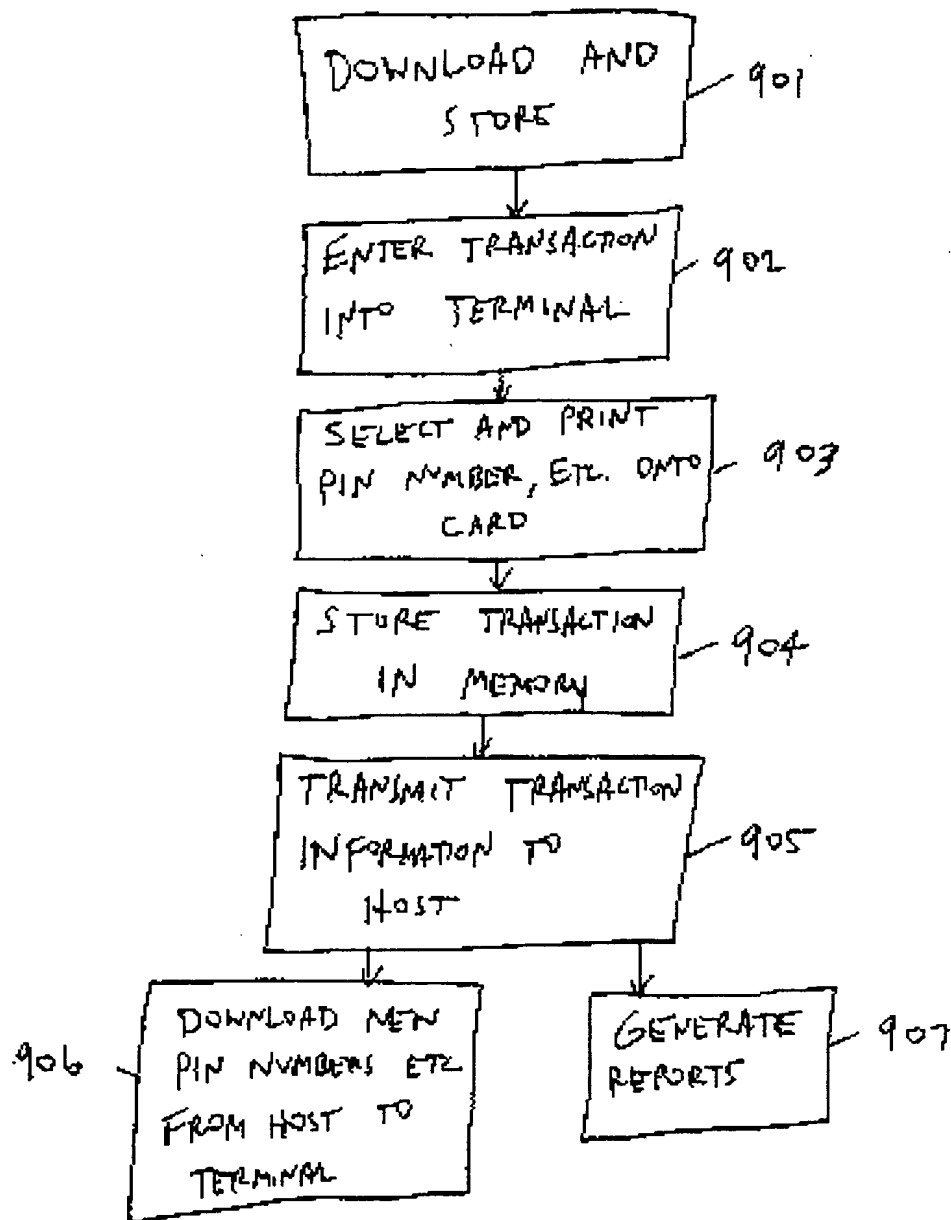 DOWNLOAD AND
STORE
901
ENTER TRANSACTION
INTO TERMINAL
902
SELECT AND PRINT
PIN NUMBER, ETC. ONTO
CARD
903
STORE TRANSACTION
IN MEMORY
904
TRANSMIT TRANSACTION
INFORMATION TO
HOST
905
DOWNLOAD NEW
PIN NUMBERS ETC
FROM HOST TO
TERMINAL
906
GENERATE
REPORTS
907